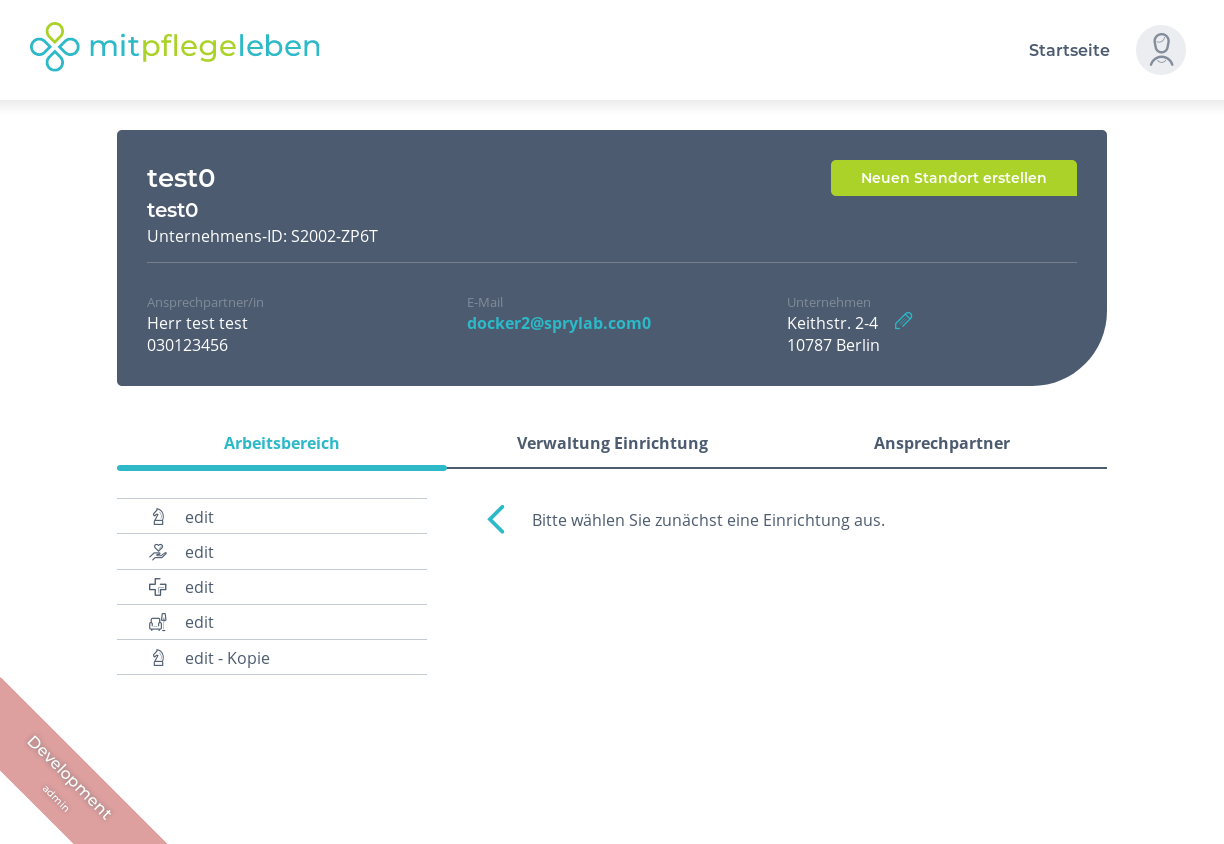 mitpflegeleben
Startseite
test0
Neuen Standort erstellen
test0
Unternehmens-ID: S2002-ZP6T
Ansprechpartner/in
Herr test test
030123456
E-Mail
docker2@sprylab.com0
Unternehmen
Keithstr. 2-4
10787 Berlin
Arbeitsbereich
Verwaltung Einrichtung
Ansprechpartner
edit
edit
edit
edit
edit - Kopie
Bitte wählen Sie zunächst eine Einrichtung aus.
Development
admin